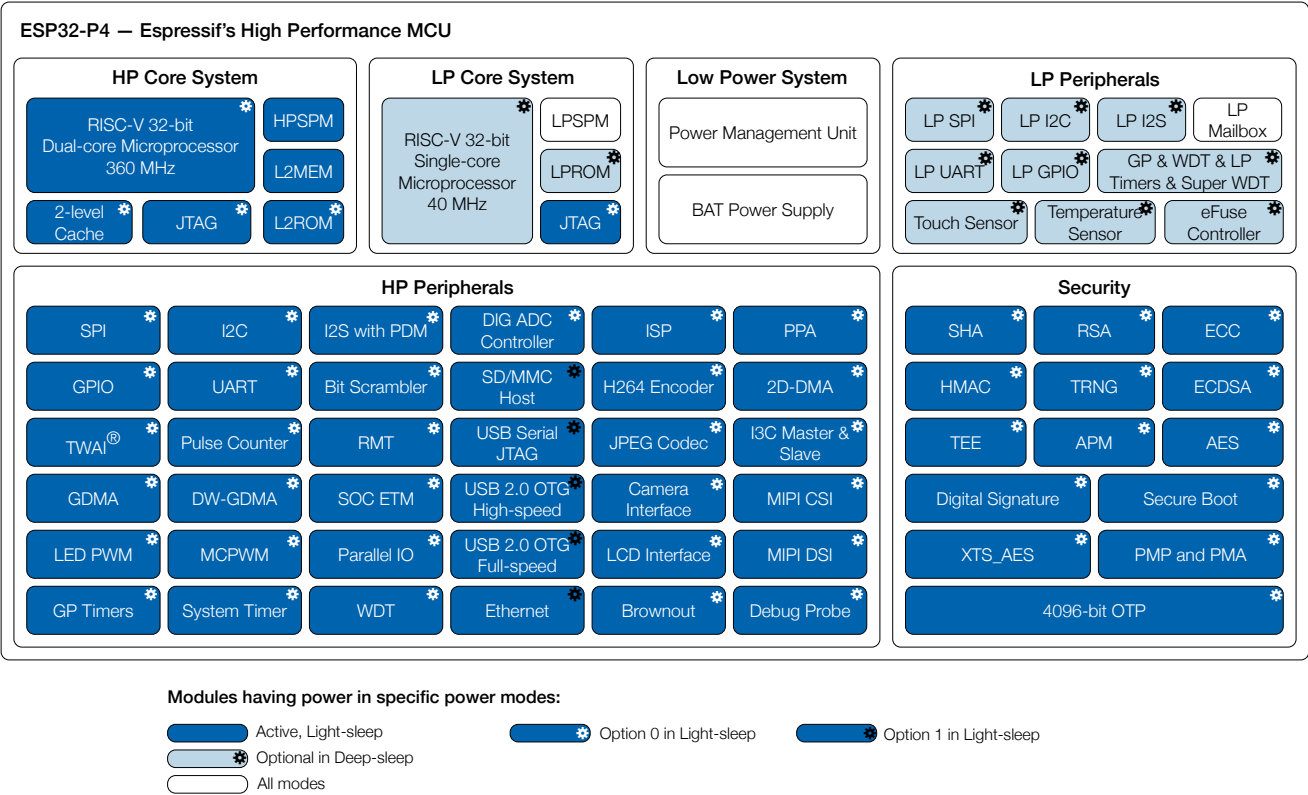 ESP32-P4 — Espressif's High Performance MCU
HP Core System
RISC-V 32-bit
Dual-core Microprocessor
360 MHz
HPSPM
L2MEM
2-level
Cache
JTAG
L2ROM
LP Core System
RISC-V 32-bit
Single-core
Microprocessor
40 MHz
LPSPM
LPROM
JTAG
Low Power System
Power Management Unit
BAT Power Supply
LP Peripherals
LP SPI
LP I2C
LP I2S
LP
Mailbox
LP UART
LP GPIO
GP & WDT & LP
Timers & Super WDT
Touch Sensor
Temperature
Sensor
eFuse
Controller
HP Peripherals
SPI
I2C
I2S with PDM
DIG ADC
Controller
ISP
PPA
GPIO
UART
Bit Scrambler
SD/MMC
Host
H264 Encoder
2D-DMA
TWAI®
Pulse Counter
RMT
USB Serial
JTAG
JPEG Codec
I3C Master &
Slave
GDMA
DW-GDMA
SOC ETM
USB 2.0 OTG
High-speed
Camera
Interface
MIPI CSI
LED PWM
MCPWM
Parallel IO
USB 2.0 OTG
Full-speed
LCD Interface
MIPI DSI
GP Timers
System Timer
WDT
Ethernet
Brownout
Debug Probe
Security
SHA
RSA
ECC
HMAC
TRNG
ECDSA
TEE
APM
AES
Digital Signature
Secure Boot
XTS_AES
PMP and PMA
4096-bit OTP
Modules having power in specific power modes:
Active, Light-sleep
Option 0 in Light-sleep
Option 1 in Light-sleep
Optional in Deep-sleep
All modes